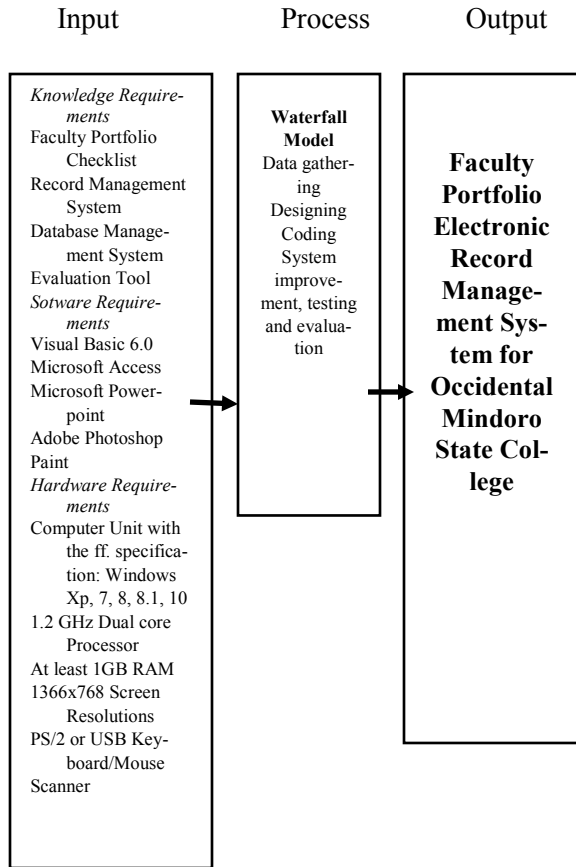 Input
Process
Output
Knowledge Require-
ments
Faculty Portfolio
Checklist
Record Management
System
Database Manage-
ment System
Evaluation Tool
Sotware Require-
ments
Visual Basic 6.0
Microsoft Access
Microsoft Power-
point
Adobe Photoshop
Paint
Hardware Require-
ments
Computer Unit with
the ff. specifica-
tion: Windows
Xp, 7, 8, 8.1, 10
1.2 GHz Dual core
Processor
At least 1GB RAM
1366x768 Screen
Resolutions
PS/2 or USB Key-
board/Mouse
Scanner
Waterfall
Model
Data gather-
ing
Designing
Coding
System
improve-
ment, testing
and evalua-
tion
Faculty
Portfolio
Electronic
Record
Manage-
ment Sys-
tem for
Occidental
Mindoro
State Col-
lege